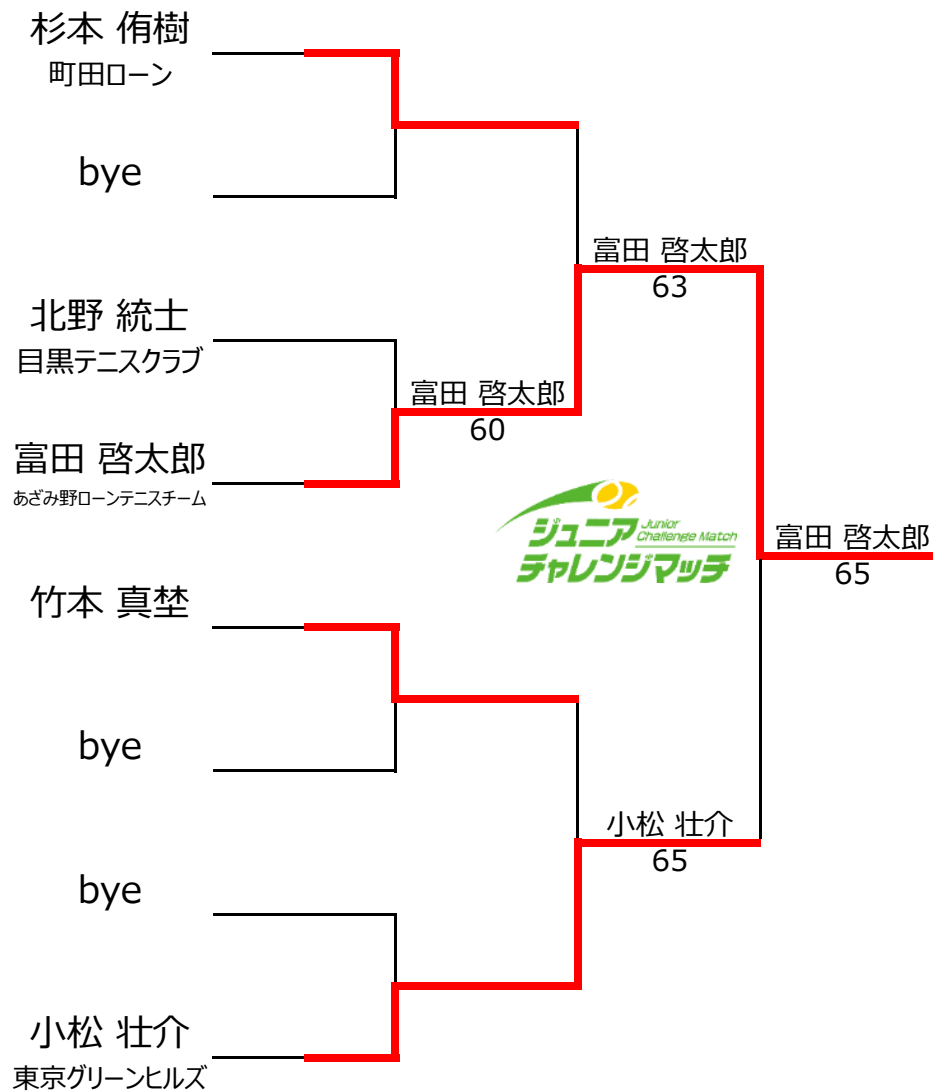 杉本 侑樹
町田ローン
bye
富田 啓太郎
63
北野 統士
目黒テニスクラブ
富田 啓太郎
60
富田 啓太郎
あざみ野ローンテニスチーム
ジュニア Junior Challenge Match
チャレンジマッチ
富田 啓太郎
65
竹本 真埜
bye
小松 壮介
65
bye
小松 壮介
東京グリーンヒルズ